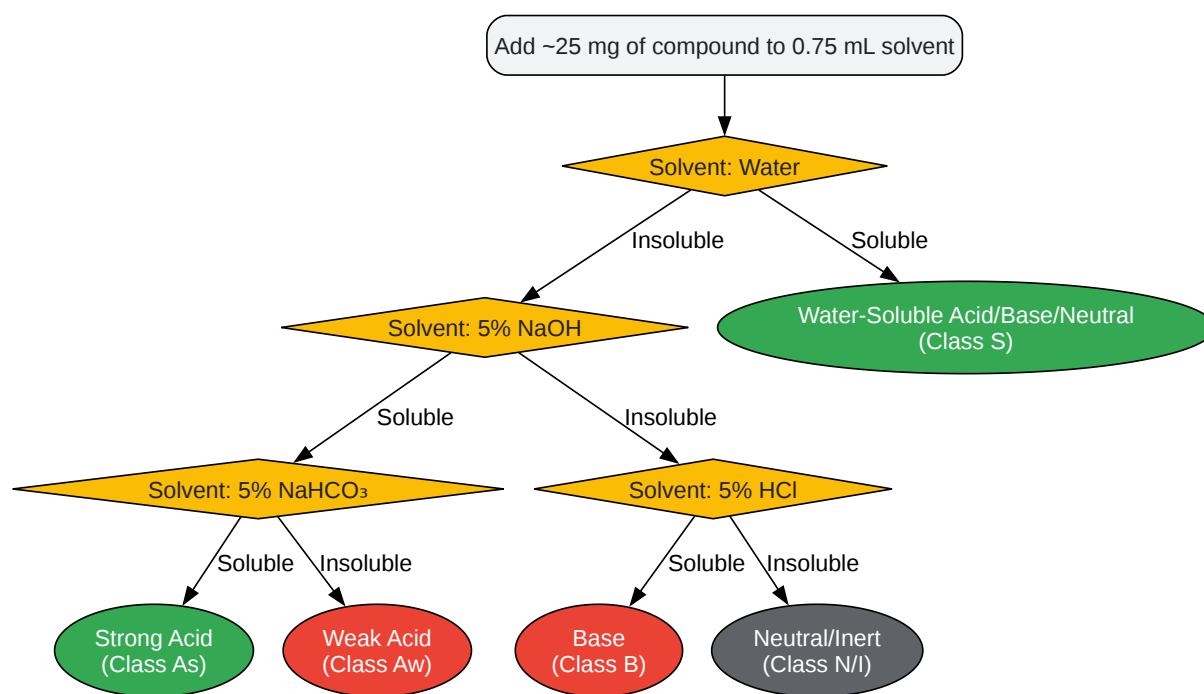 Add ~25 mg of compound to 0.75 mL solvent
Solvent: Water
Insoluble
Soluble
Solvent: 5% NaOH
Water-Soluble Acid/Base/Neutral
(Class S)
Soluble
Insoluble
Solvent: 5% NaHCO₃
Solvent: 5% HCl
Soluble
Insoluble
Soluble
Insoluble
Strong Acid
(Class As)
Weak Acid
(Class Aw)
Base
(Class B)
Neutral/Inert
(Class N/I)